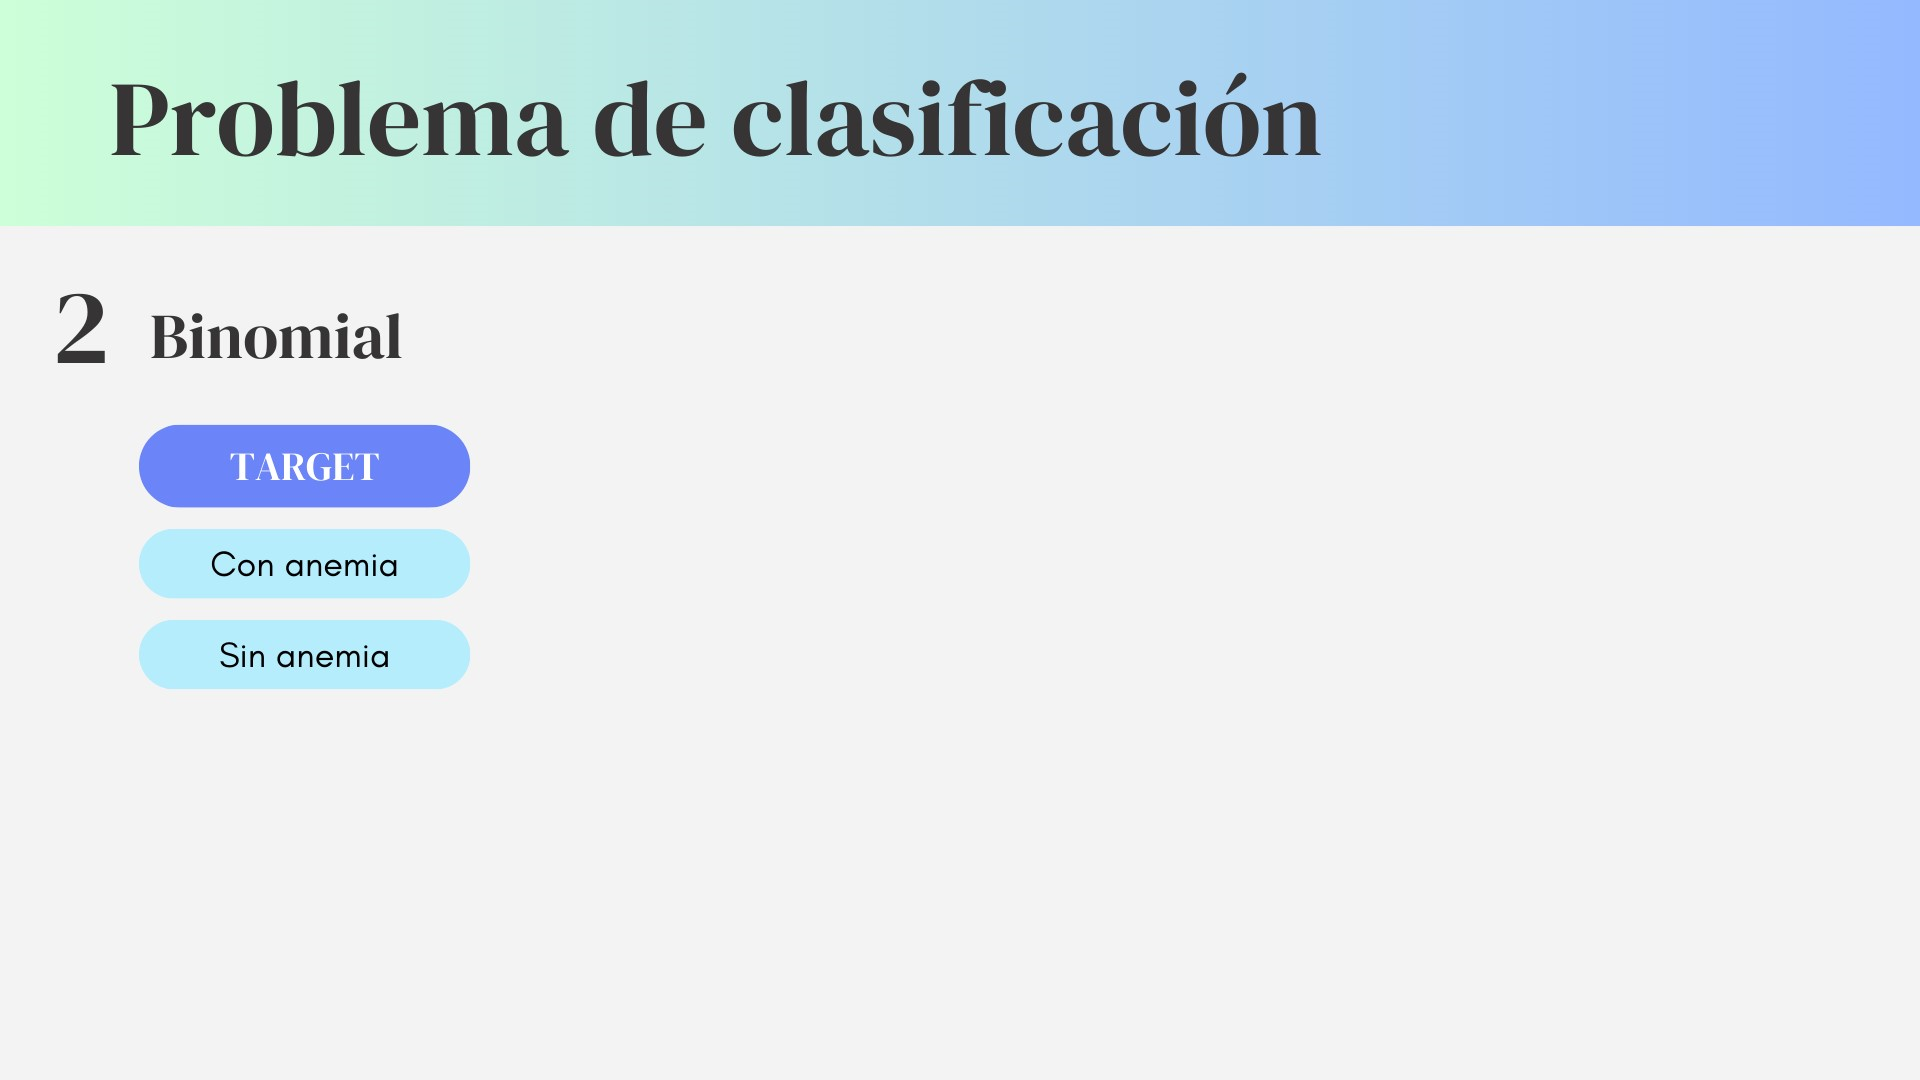 Problema de clasificación
2 Binomial
TARGET
Con anemia
Sin anemia